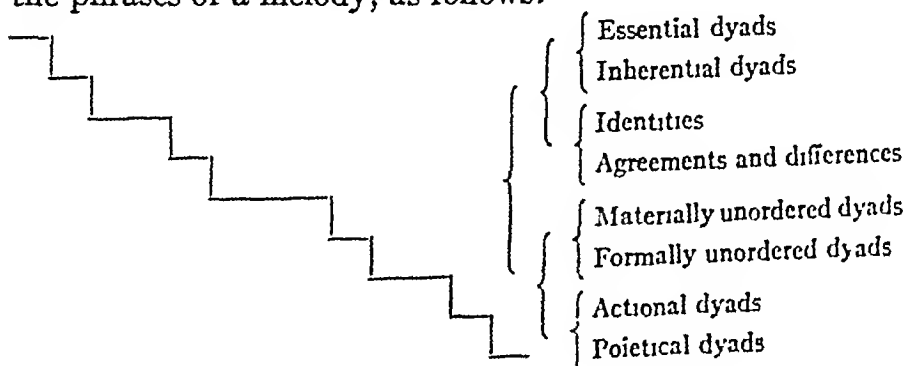 the phrases of a melody, as follows:
Essential dyads
Inherential dyads
Identities
Agreements and differences
Materially unordered dyads
Formally unordered dyads
Actional dyads
Poietical dyads